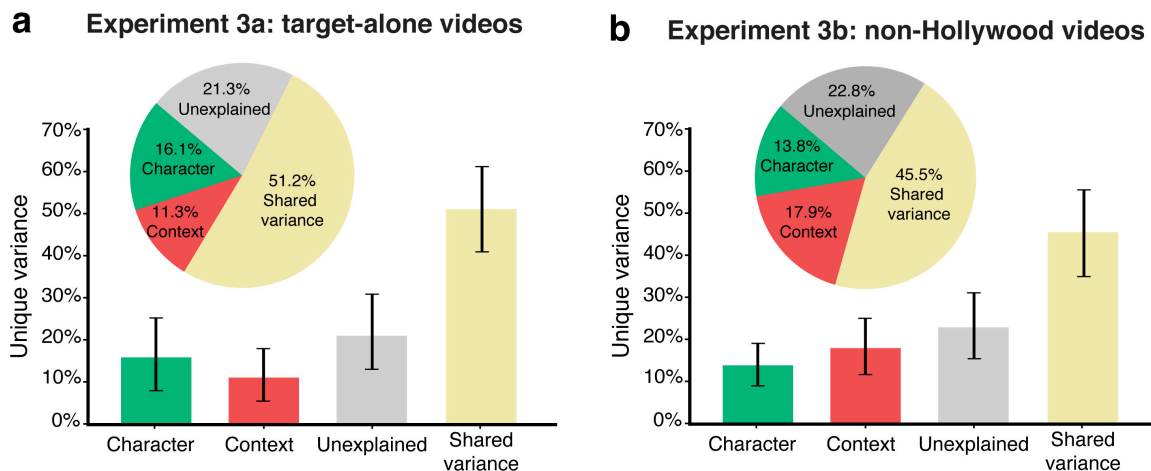 a
Experiment 3a: target-alone videos
21.3%
Unexplained
16.1%
Character
51.2%
Shared
variance
11.3%
Context
Unique variance
70%
60%
50%
40%
30%
20%
10%
0%
Character
Context
Unexplained
Shared
variance
b
Experiment 3b: non-Hollywood videos
22.8%
Unexplained
13.8%
Character
45.5%
Shared
variance
17.9%
Context
Unique variance
70%
60%
50%
40%
30%
20%
10%
0%
Character
Context
Unexplained
Shared
variance